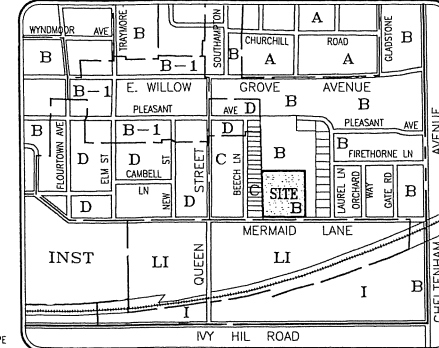 WYNDMOOR AVE
TRAYMORE
B
SOUTHAMPTON
B
A
A
GLADSTONE
B
CHURCHILL ROAD
B
B-1
A
A
B-1
E. WILLOW GROVE AVENUE
PLEASANT AVE
D
B
B
PLEASANT AVE
B
FLOURTOWN AVE
D
ELM ST
B-1
D
CAMBELL LN
NEW ST
D
STREET
D
C
BEECH LN
C
B
B
FIRETHORNE LN
LAUREL LN
ORCHARD WAY
GATE RD
B
AVENUE
D
SITE
B
MERMAID LANE
INST
LI
QUEEN
LI
I
I
B
CHELTENHAM
IVY HIL ROAD
PE